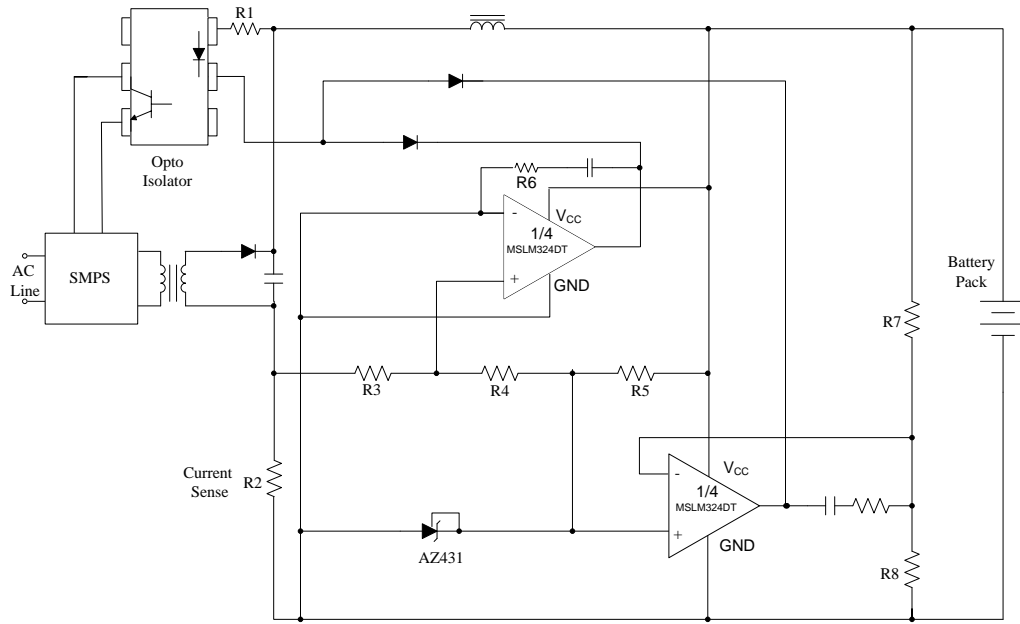 R1
Opto
Isolator
R6
-
VCC
1/4
MSLM324DT
+
GND
AC
Line
SMPS
Battery
Pack
R7
R3
R4
R5
Current
Sense
R2
-
VCC
1/4
MSLM324DT
+
GND
AZ431
R8